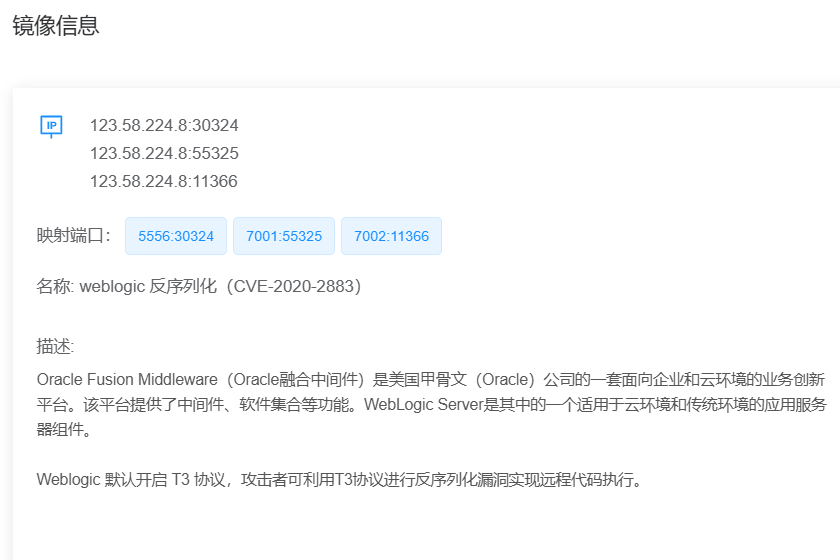 镜像信息
IP
123.58.224.8:30324
123.58.224.8:55325
123.58.224.8:11366
映射端口： 5556:30324 7001:55325 7002:11366
名称: weblogic 反序列化（CVE-2020-2883）
描述:
Oracle Fusion Middleware（Oracle融合中间件）是美国甲骨文（Oracle）公司的一套面向企业和云环境的业务创新
平台。该平台提供了中间件、软件集合等功能。WebLogic Server是其中的一个适用于云环境和传统环境的应用服务
器组件。
Weblogic 默认开启 T3 协议，攻击者可利用T3协议进行反序列化漏洞实现远程代码执行。